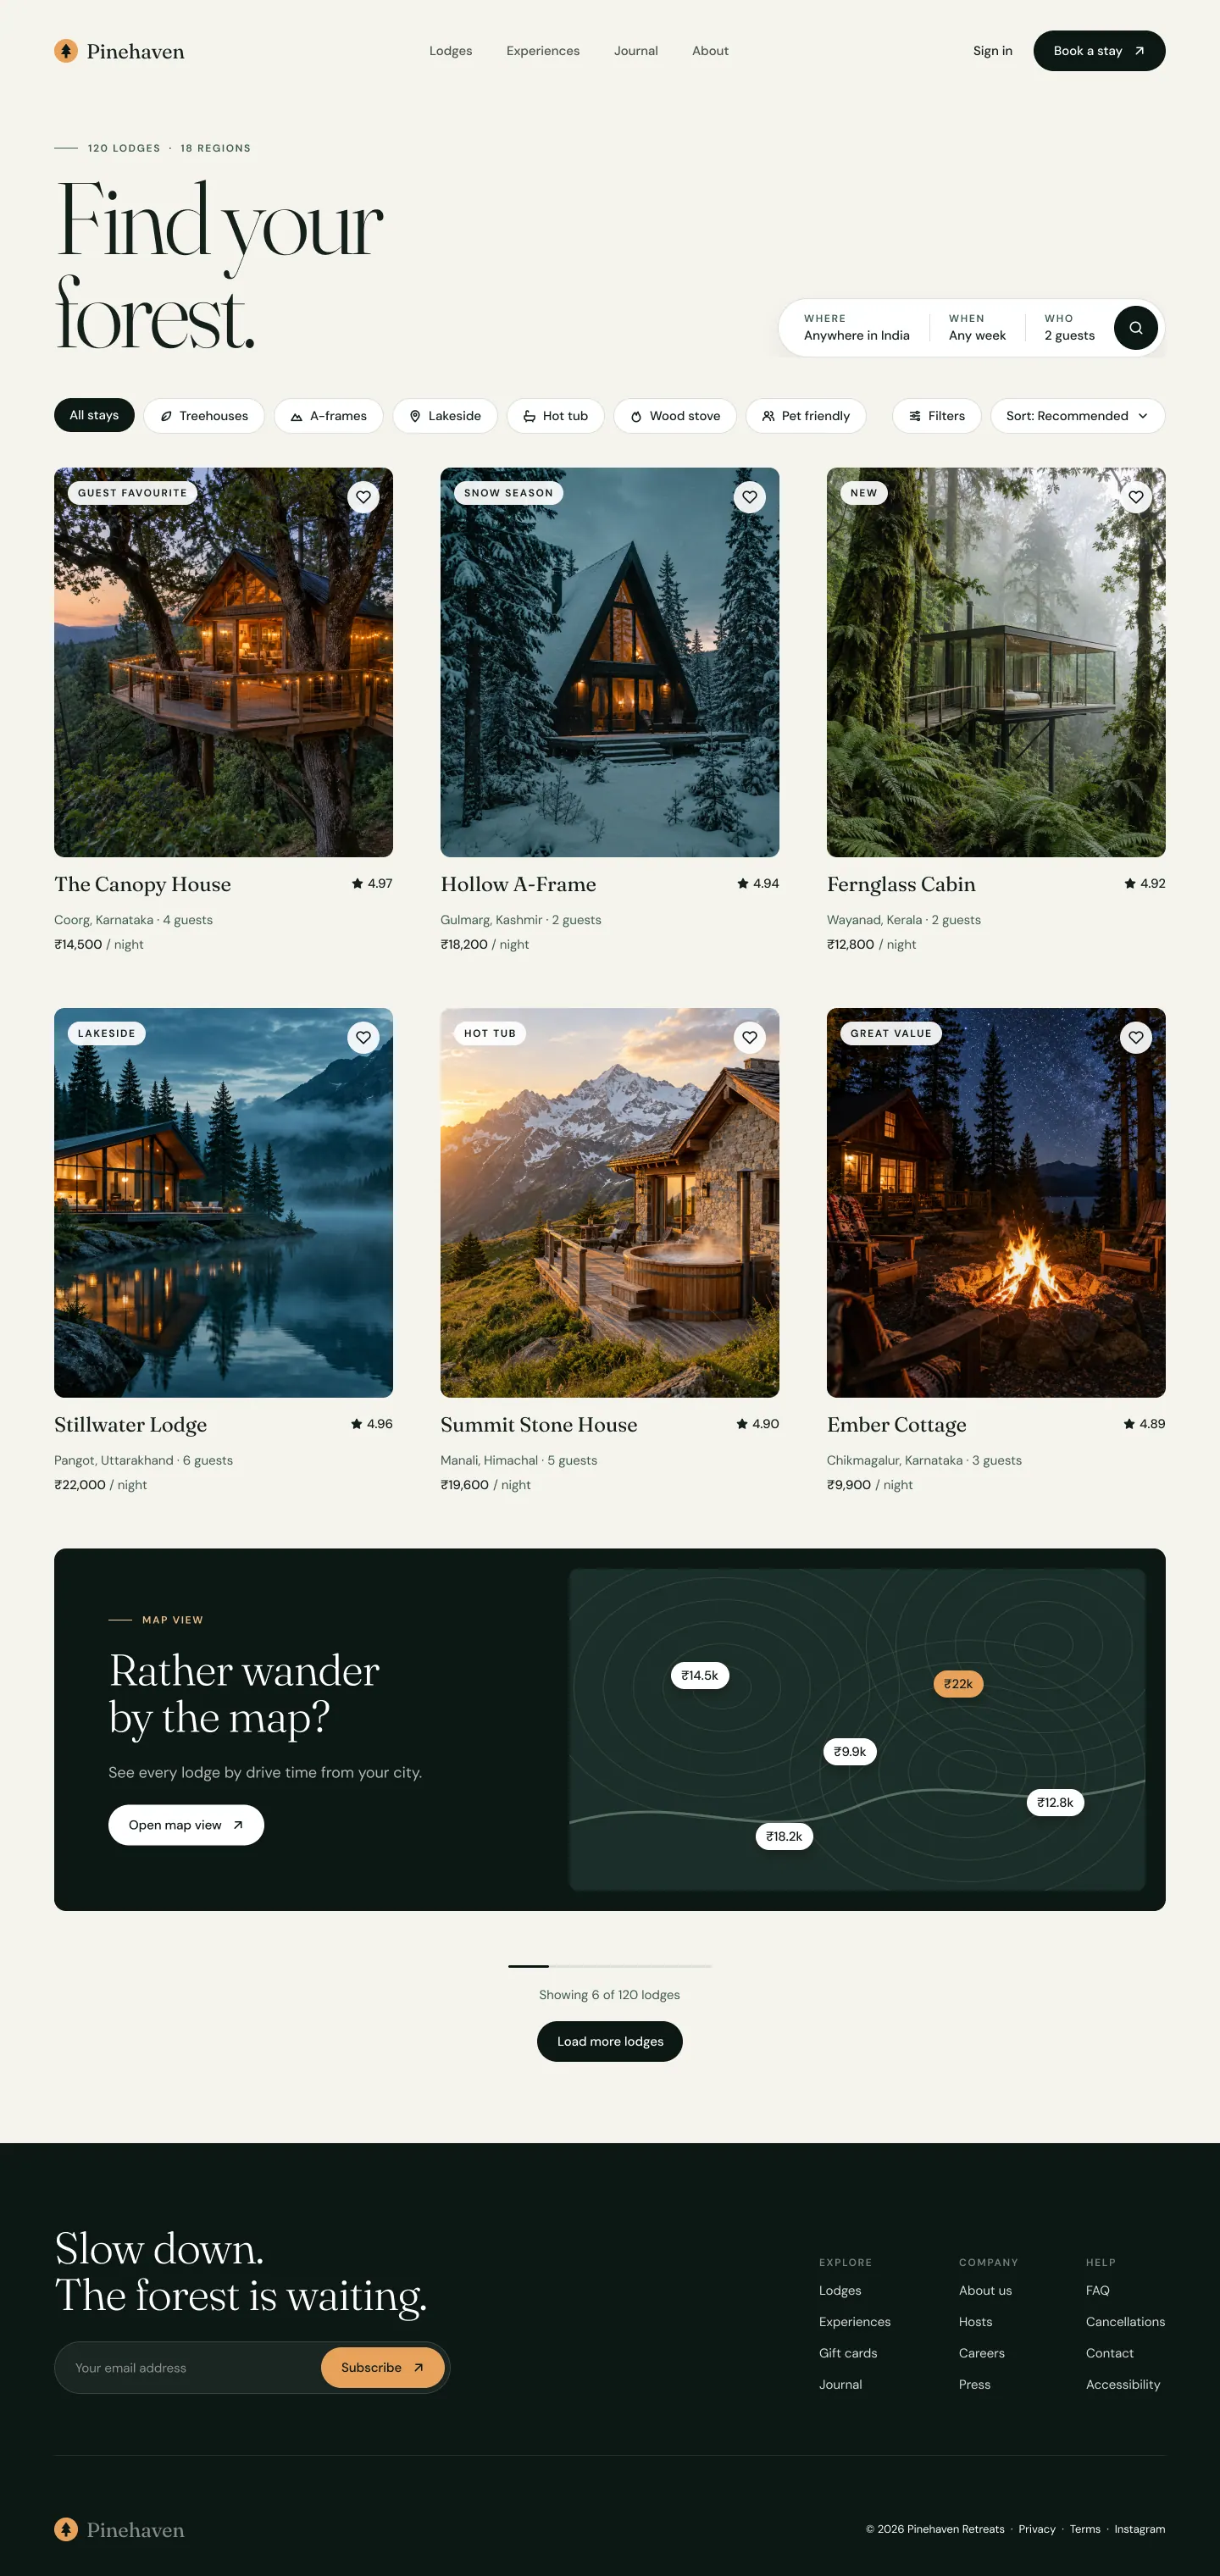 Pinehaven
Lodges
Experiences
Journal
About
Sign in
Book a stay
120 LODGES · 18 REGIONS
Find your
forest.
WHERE
Anywhere in India
WHEN
Any week
WHO
2 guests
All stays
Treehouses
A-frames
Lakeside
Hot tub
Wood stove
Pet friendly
Filters
Sort: Recommended
GUEST FAVOURITE
SNOW SEASON
NEW
The Canopy House
4.97
Coorg, Karnataka · 4 guests
₹14,500 / night
Hollow A-Frame
4.94
Gulmarg, Kashmir · 2 guests
₹18,200 / night
Fernglass Cabin
4.92
Wayanad, Kerala · 2 guests
₹12,800 / night
LAKESIDE
HOT TUB
GREAT VALUE
Stillwater Lodge
4.96
Pangot, Uttarakhand · 6 guests
₹22,000 / night
Summit Stone House
4.90
Manali, Himachal · 5 guests
₹19,600 / night
Ember Cottage
4.89
Chikmagalur, Karnataka · 3 guests
₹9,900 / night
MAP VIEW
Rather wander
by the map?
See every lodge by drive time from your city.
Open map view
₹14.5k
₹22k
₹9.9k
₹12.8k
₹18.2k
Showing 6 of 120 lodges
Load more lodges
Slow down.
The forest is waiting.
Your email address
Subscribe
EXPLORE
Lodges
Experiences
Gift cards
Journal
COMPANY
About us
Hosts
Careers
Press
HELP
FAQ
Cancellations
Contact
Accessibility
Pinehaven
© 2026 Pinehaven Retreats · Privacy · Terms · Instagram